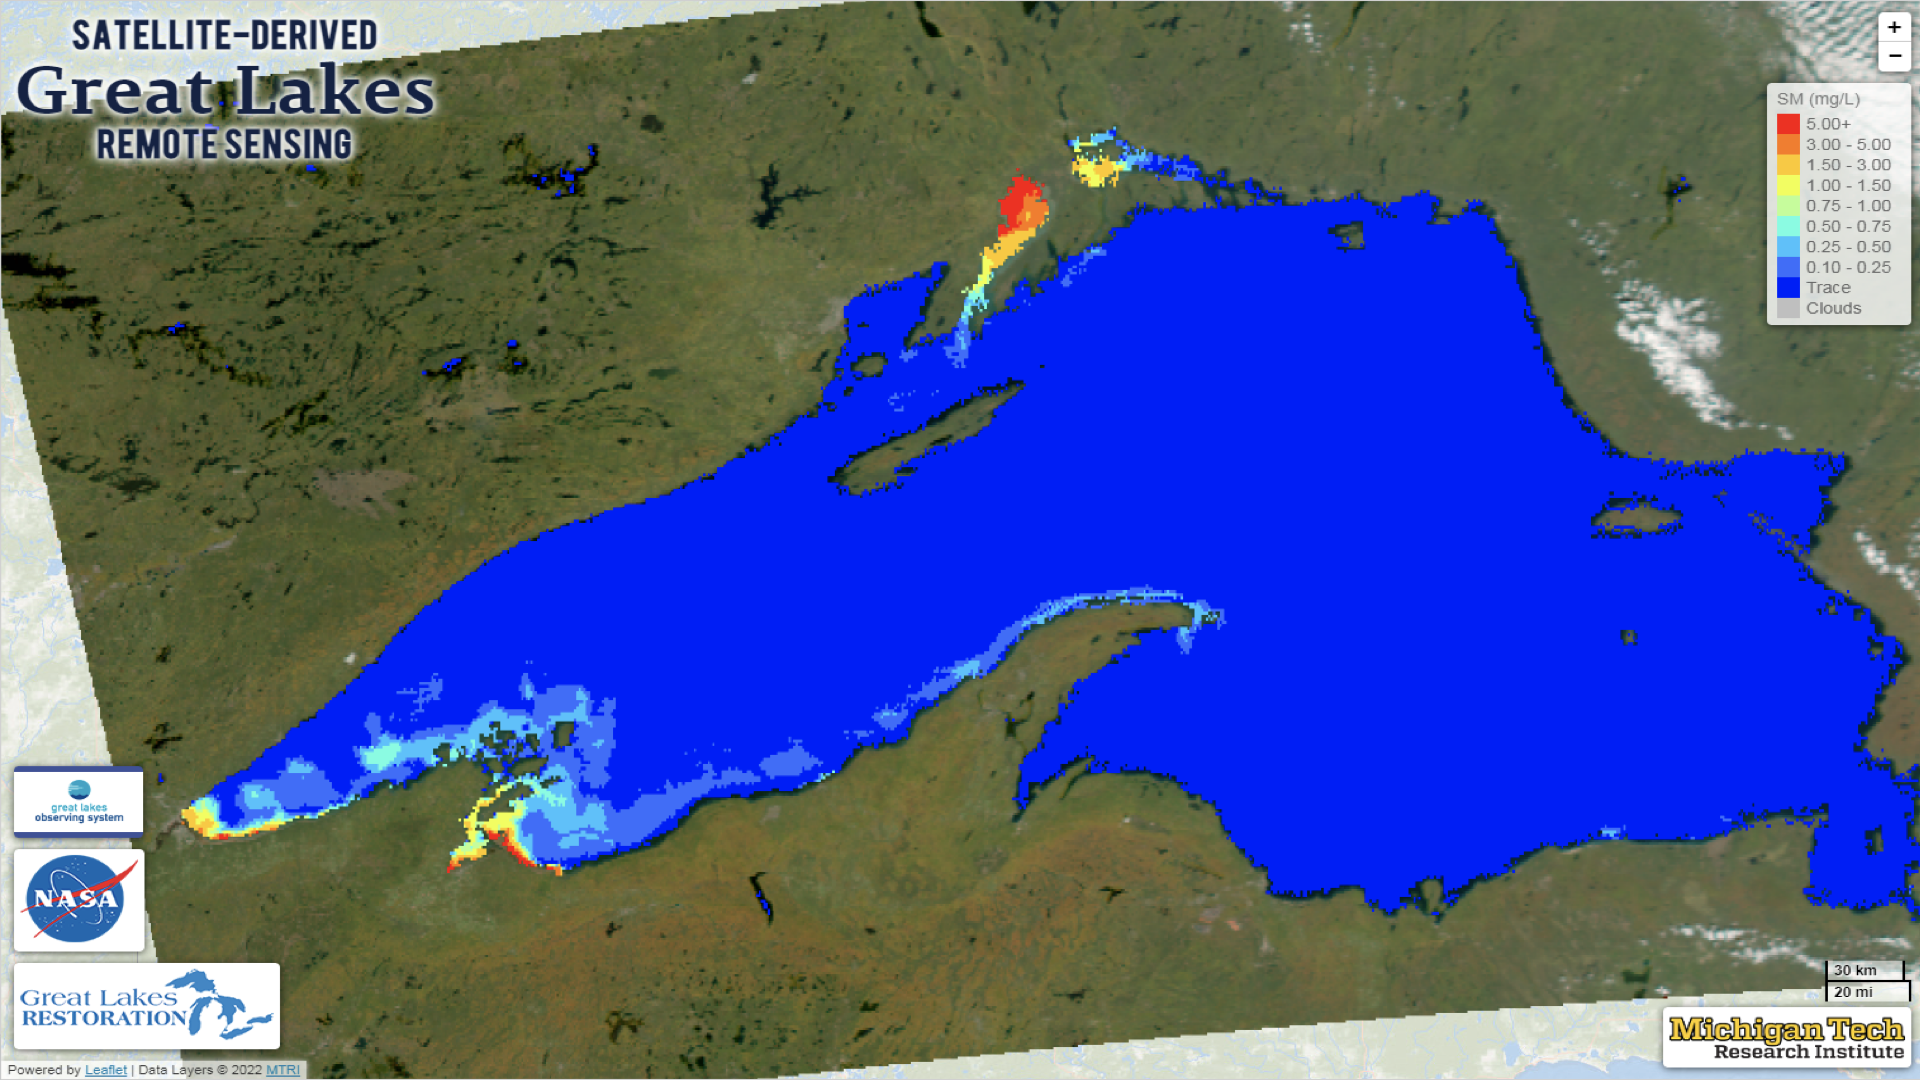 SATELLITE-DERIVED
Great Lakes
REMOTE SENSING
+
−
SM (mg/L)
5.00+
3.00 - 5.00
1.50 - 3.00
1.00 - 1.50
0.75 - 1.00
0.50 - 0.75
0.25 - 0.50
0.10 - 0.25
Trace
Clouds
great lakes
observing system
NASA
Great Lakes
RESTORATION
30 km
20 mi
Michigan Tech
Research Institute
Powered by Leaflet | Data Layers © 2022 MTRI